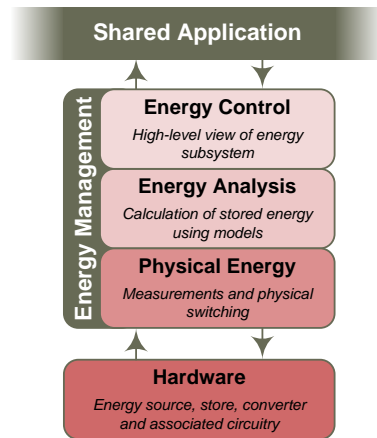 Shared Application
Energy Management
Energy Control
High-level view of energy
subsystem
Energy Analysis
Calculation of stored energy
using models
Physical Energy
Measurements and physical
switching
Hardware
Energy source, store, converter
and associated circuitry